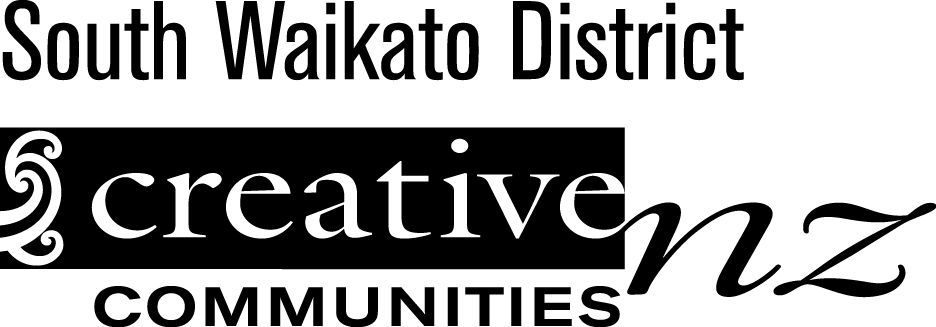 South Waikato District
creative nz
COMMUNITIES